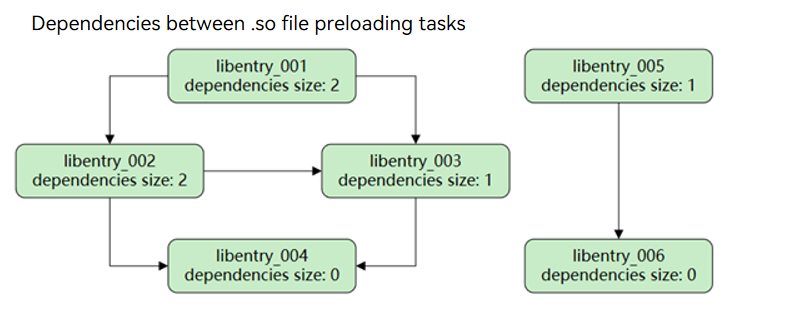 Dependencies between .so file preloading tasks
libentry_001
dependencies size: 2
libentry_005
dependencies size: 1
libentry_002
dependencies size: 2
libentry_003
dependencies size: 1
libentry_004
dependencies size: 0
libentry_006
dependencies size: 0